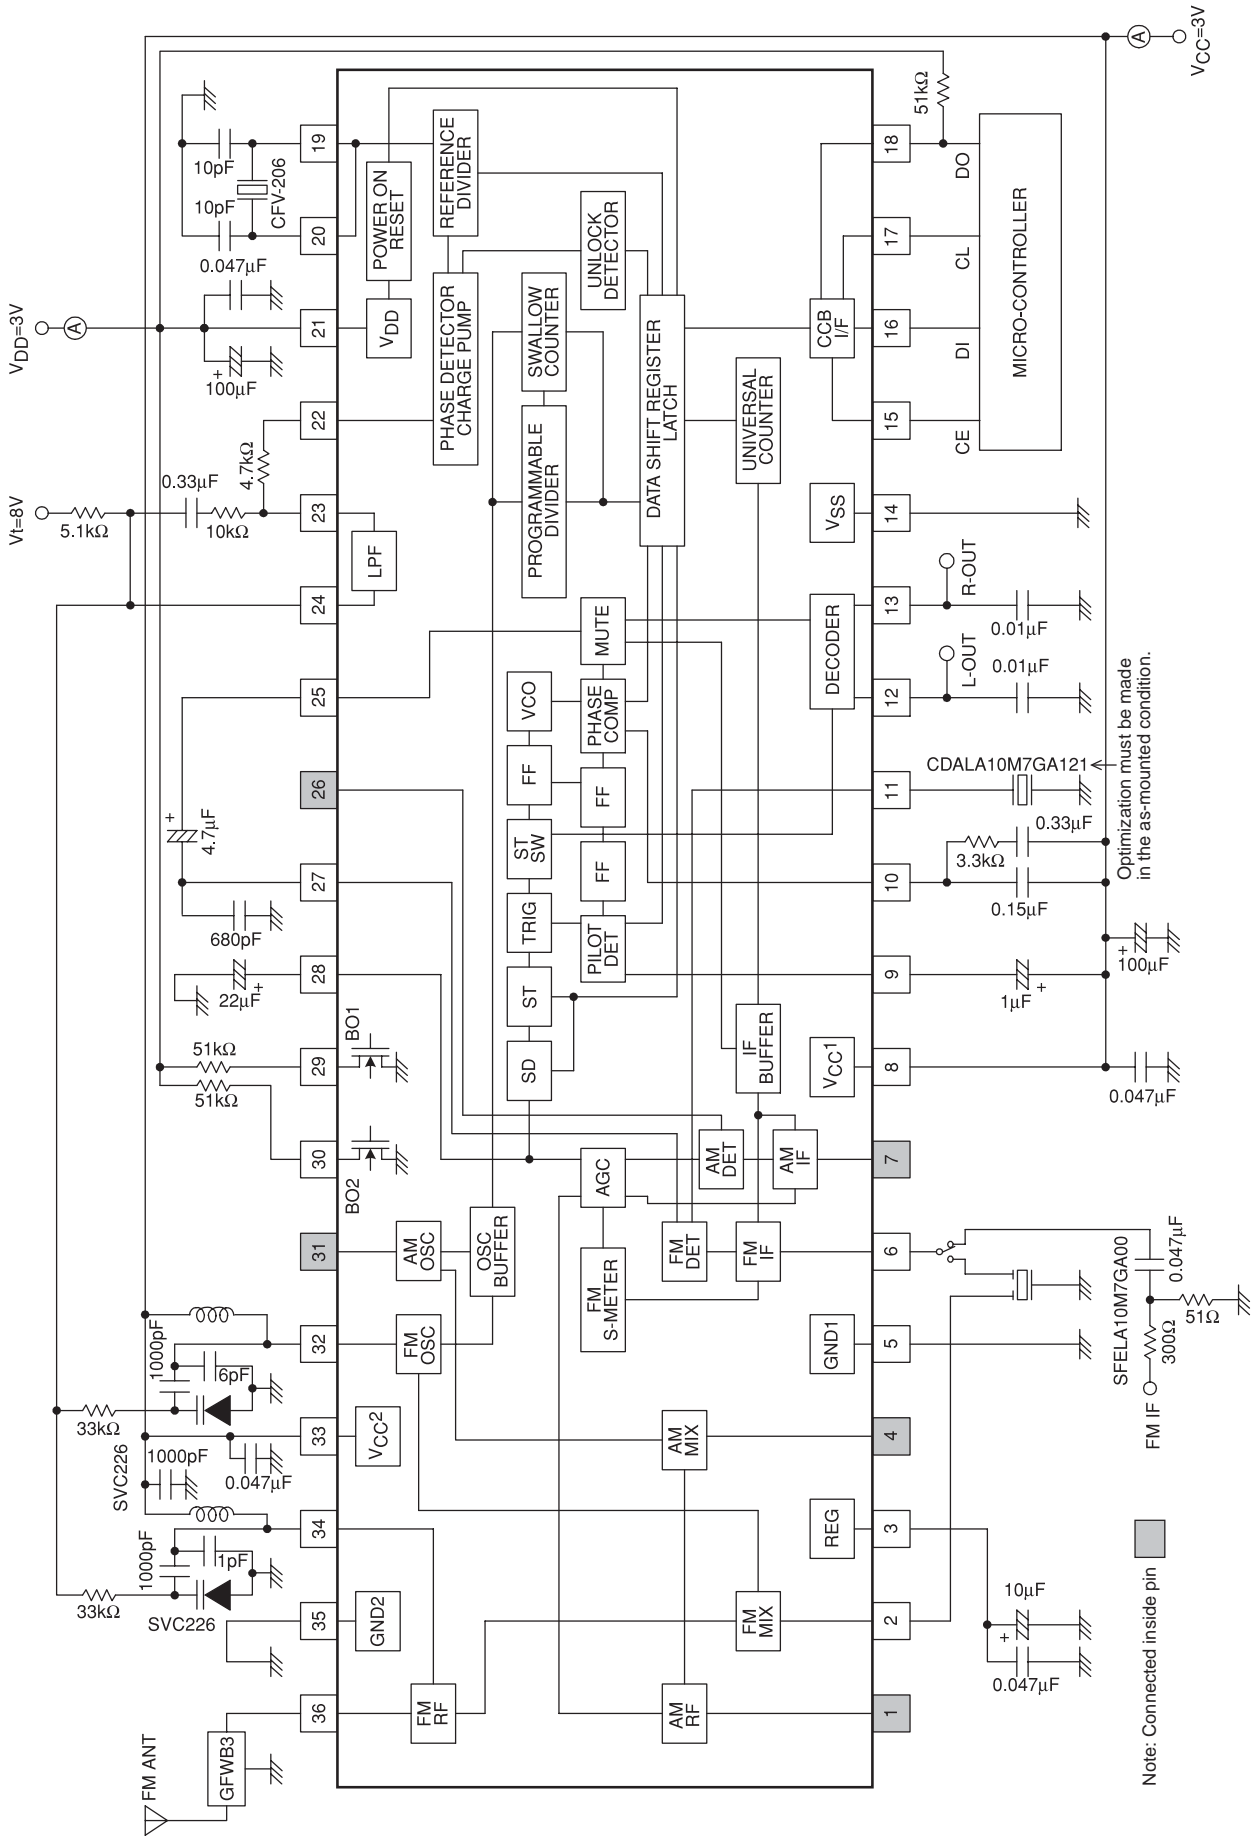 FM ANT
GFWB3
SVC226
33kΩ
1000pF
1pF
SVC226
1000pF
0.047µF
33kΩ
1000pF
6pF
51kΩ
51kΩ
22µF
+
680pF
4.7µF
+
Vt=8V
5.1kΩ
0.33µF
10kΩ
4.7kΩ
VDD=3V
A
100µF
+
0.047µF
10pF
10pF
CFV-206
36
35
34
33
32
31
30
29
28
27
26
25
24
23
22
21
20
19
GND2
VCC2
BO2
BO1
LPF
VDD
POWER ON
RESET
FM
RF
FM
OSC
AM
OSC
OSC
BUFFER
PHASE DETECTOR
CHARGE PUMP
REFERENCE
DIVIDER
SD
ST
TRIG
ST
SW
FF
VCO
PROGRAMMABLE
DIVIDER
SWALLOW
COUNTER
FM
S-METER
AGC
PILOT
DET
FF
FF
PHASE
COMP
MUTE
UNLOCK
DETECTOR
AM
RF
AM
MIX
FM
DET
AM
DET
DATA SHIFT REGISTER
LATCH
FM
MIX
FM
IF
AM
IF
IF
BUFFER
UNIVERSAL
COUNTER
REG
GND1
VCC1
DECODER
VSS
CCB
I/F
1
2
3
4
5
6
7
8
9
10
11
12
13
14
15
16
17
18
0.047µF
+
10µF
FM IF
300Ω
51Ω
SFELA10M7GA00
0.047µF
0.047µF
1µF
+
100µF
+
0.15µF
3.3kΩ
0.33µF
CDALA10M7GA121
Optimization must be made
in the as-mounted condition.
L-OUT
0.01µF
R-OUT
0.01µF
CE
DI
CL
DO
MICRO-CONTROLLER
51kΩ
A
VCC=3V
Note: Connected inside pin